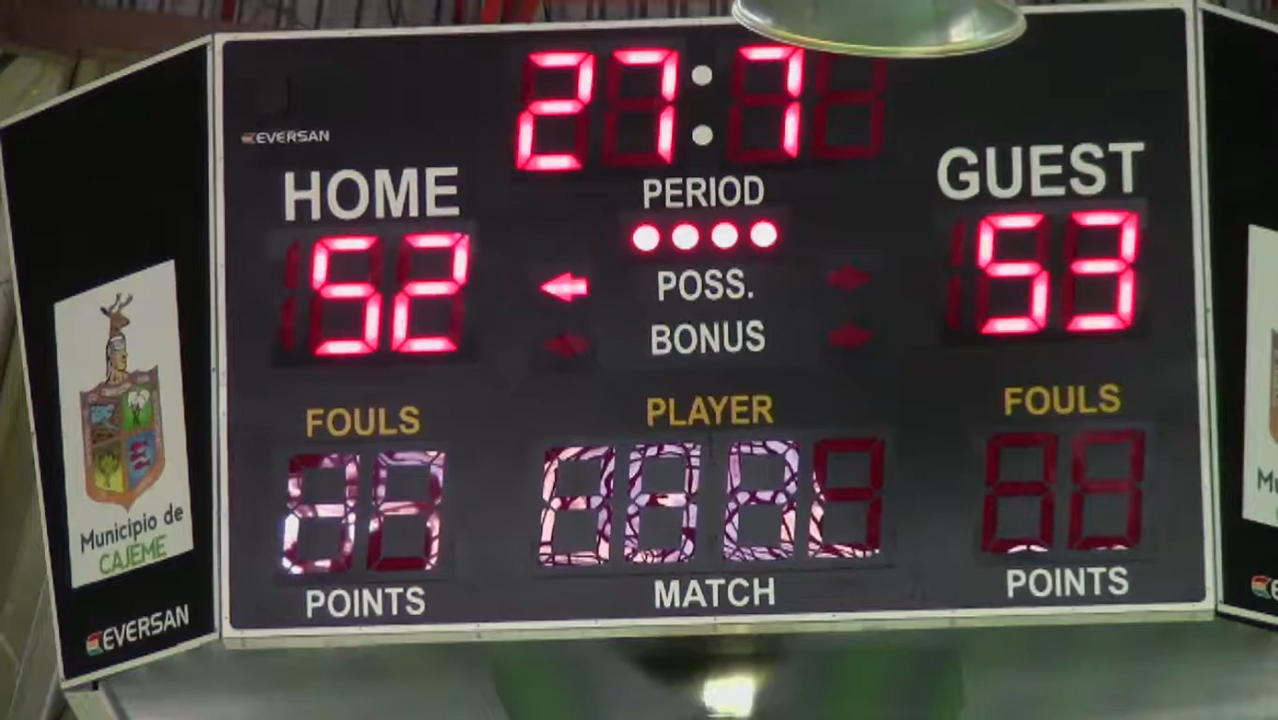 27:7
EVERSAN
HOME
PERIOD
GUEST
52
POSS.
53
BONUS
FOULS
PLAYER
FOULS
POINTS
MATCH
POINTS
Municipio de
CAJEME
EVERSAN